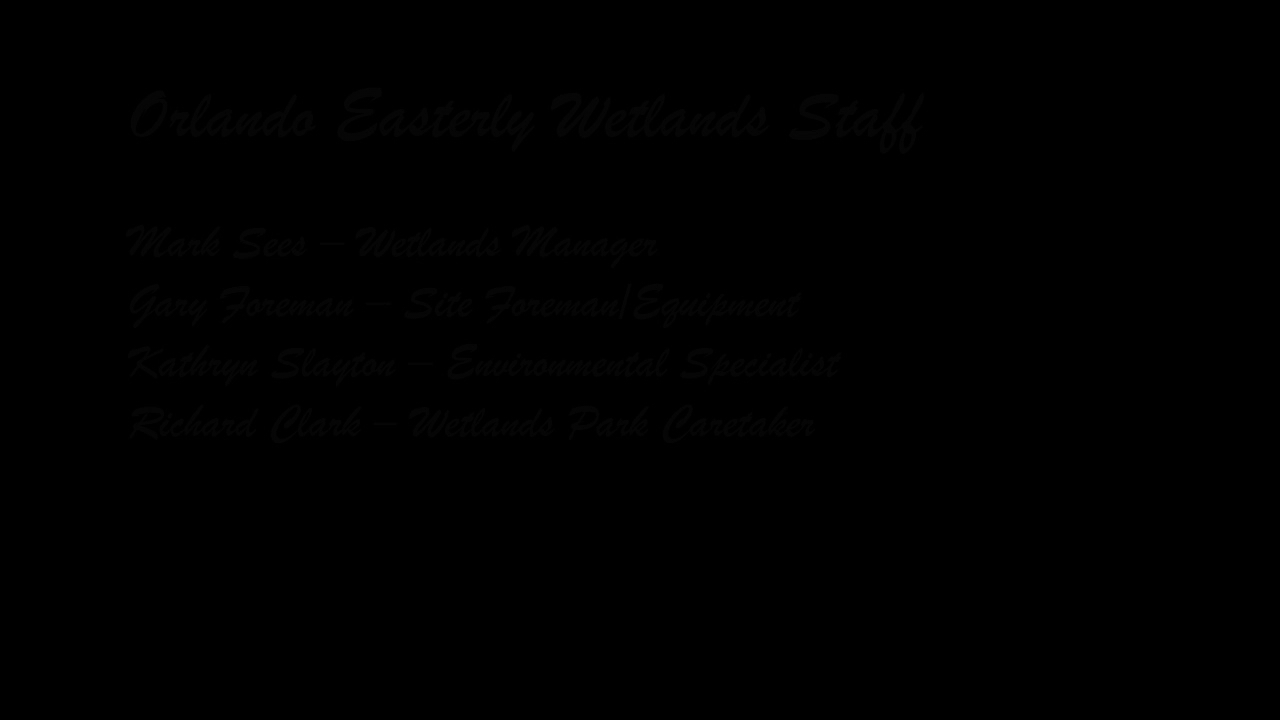 Orlando Easterly Wetlands Staff
Mark Sees – Wetlands Manager
Gary Foreman – Site Foreman/Equipment
Kathryn Slayton – Environmental Specialist
Richard Clark – Wetlands Park Caretaker